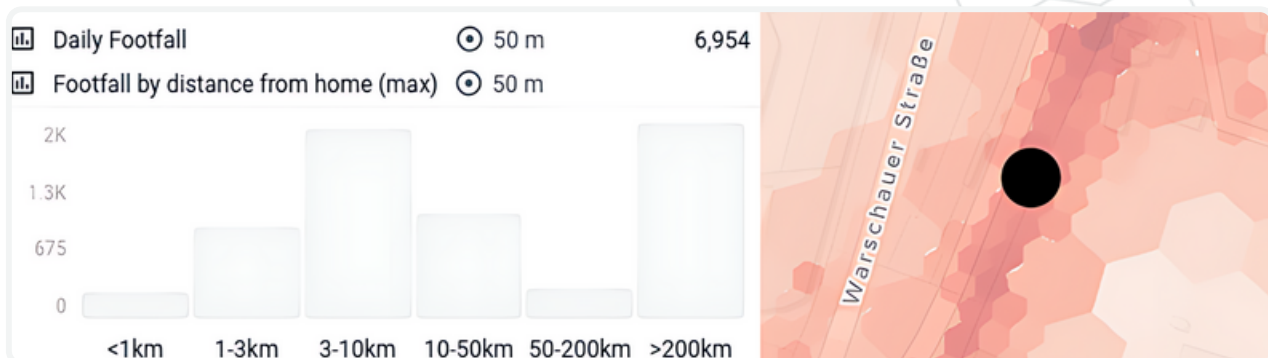 Daily Footfall 50 m 6,954
Footfall by distance from home (max) 50 m
2K
1.3K
675
0
<1km 1-3km 3-10km 10-50km 50-200km >200km
Warschauer Straße